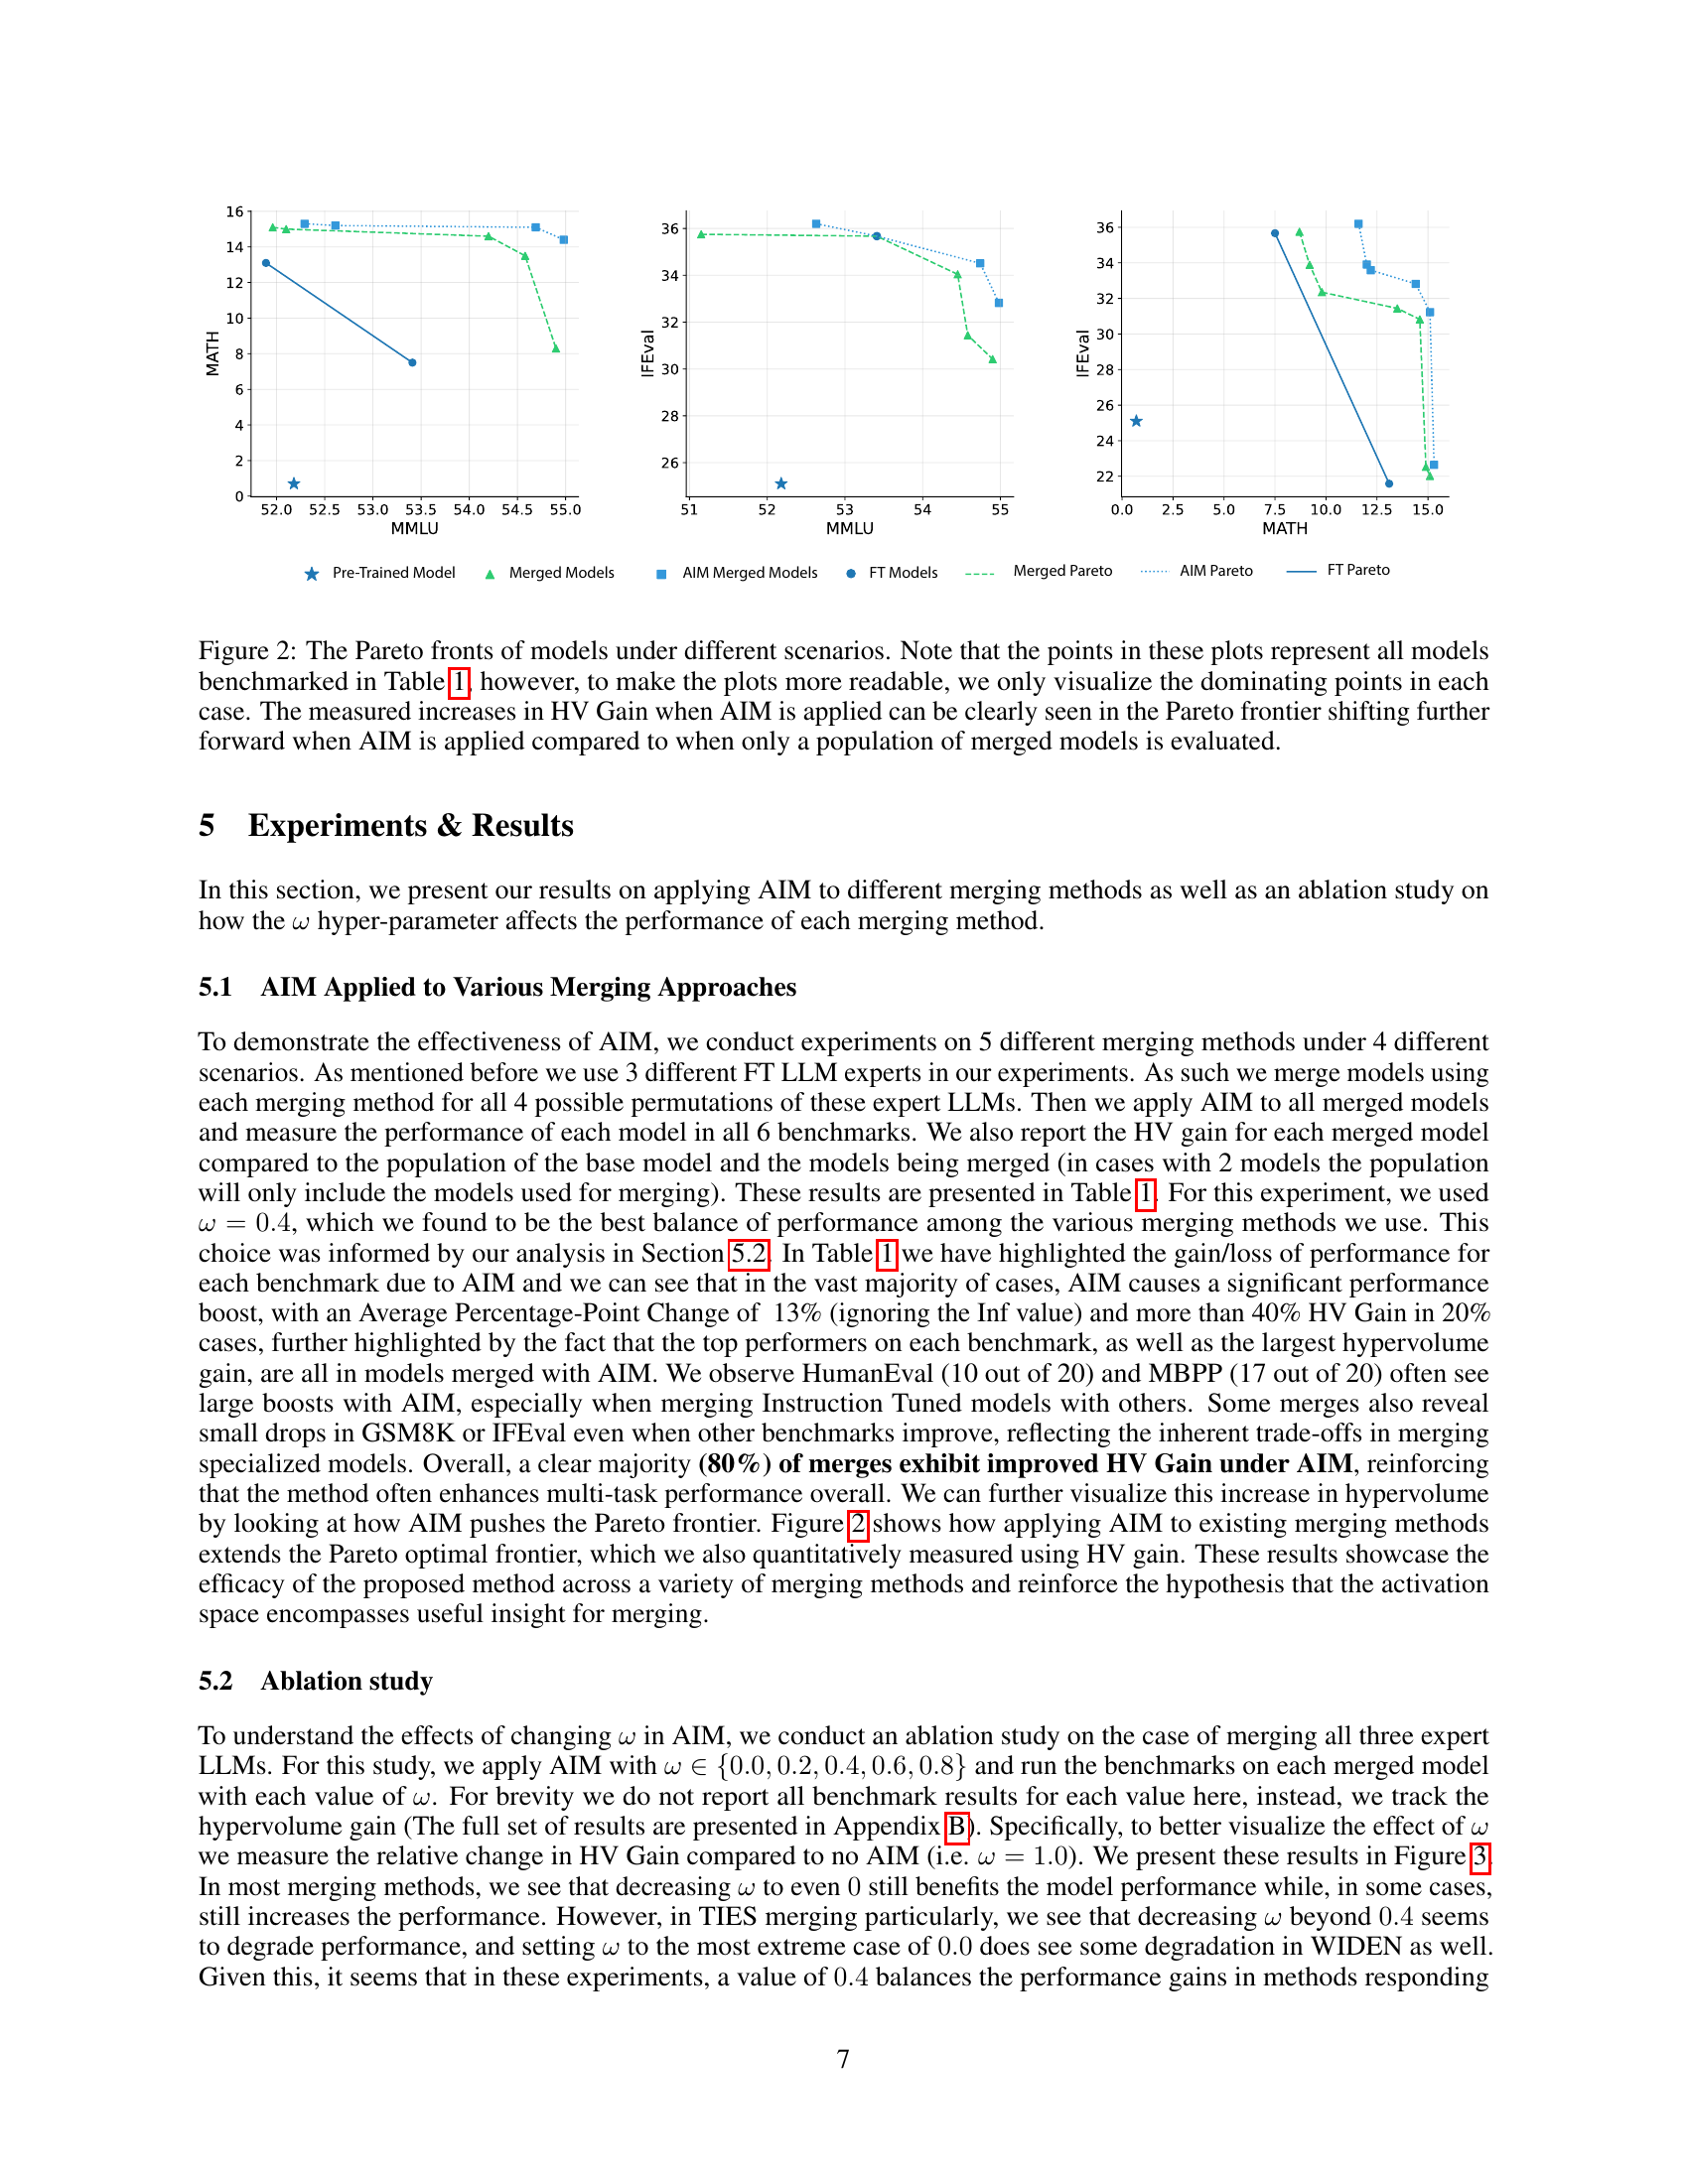 16
14
12
10
8
6
4
2
0
MATH
52.0 52.5 53.0 53.5 54.0 54.5 55.0
MMLU
36
34
32
30
28
26
IFEval
51 52 53 54 55
MMLU
36
34
32
30
28
26
24
22
IFEval
0.0 2.5 5.0 7.5 10.0 12.5 15.0
MATH
Pre-Trained Model Merged Models AIM Merged Models FT Models Merged Pareto AIM Pareto FT Pareto
Figure 2: The Pareto fronts of models under different scenarios. Note that the points in these plots represent all models
benchmarked in Table 1, however, to make the plots more readable, we only visualize the dominating points in each
case. The measured increases in HV Gain when AIM is applied can be clearly seen in the Pareto frontier shifting further
forward when AIM is applied compared to when only a population of merged models is evaluated.
5 Experiments & Results
In this section, we present our results on applying AIM to different merging methods as well as an ablation study on
how the ω hyper-parameter affects the performance of each merging method.
5.1 AIM Applied to Various Merging Approaches
To demonstrate the effectiveness of AIM, we conduct experiments on 5 different merging methods under 4 different
scenarios. As mentioned before we use 3 different FT LLM experts in our experiments. As such we merge models using
each merging method for all 4 possible permutations of these expert LLMs. Then we apply AIM to all merged models
and measure the performance of each model in all 6 benchmarks. We also report the HV gain for each merged model
compared to the population of the base model and the models being merged (in cases with 2 models the population
will only include the models used for merging). These results are presented in Table 1. For this experiment, we used
ω = 0.4, which we found to be the best balance of performance among the various merging methods we use. This
choice was informed by our analysis in Section 5.2. In Table 1 we have highlighted the gain/loss of performance for
each benchmark due to AIM and we can see that in the vast majority of cases, AIM causes a significant performance
boost, with an Average Percentage-Point Change of 13% (ignoring the Inf value) and more than 40% HV Gain in 20%
cases, further highlighted by the fact that the top performers on each benchmark, as well as the largest hypervolume
gain, are all in models merged with AIM. We observe HumanEval (10 out of 20) and MBPP (17 out of 20) often see
large boosts with AIM, especially when merging Instruction Tuned models with others. Some merges also reveal
small drops in GSM8K or IFEval even when other benchmarks improve, reflecting the inherent trade-offs in merging
specialized models. Overall, a clear majority (80%) of merges exhibit improved HV Gain under AIM, reinforcing
that the method often enhances multi-task performance overall. We can further visualize this increase in hypervolume
by looking at how AIM pushes the Pareto frontier. Figure 2 shows how applying AIM to existing merging methods
extends the Pareto optimal frontier, which we also quantitatively measured using HV gain. These results showcase the
efficacy of the proposed method across a variety of merging methods and reinforce the hypothesis that the activation
space encompasses useful insight for merging.
5.2 Ablation study
To understand the effects of changing ω in AIM, we conduct an ablation study on the case of merging all three expert
LLMs. For this study, we apply AIM with ω ∈ {0.0, 0.2, 0.4, 0.6, 0.8} and run the benchmarks on each merged model
with each value of ω. For brevity we do not report all benchmark results for each value here, instead, we track the
hypervolume gain (The full set of results are presented in Appendix B). Specifically, to better visualize the effect of ω
we measure the relative change in HV Gain compared to no AIM (i.e. ω = 1.0). We present these results in Figure 3.
In most merging methods, we see that decreasing ω to even 0 still benefits the model performance while, in some cases,
still increases the performance. However, in TIES merging particularly, we see that decreasing ω beyond 0.4 seems
to degrade performance, and setting ω to the most extreme case of 0.0 does see some degradation in WIDEN as well.
Given this, it seems that in these experiments, a value of 0.4 balances the performance gains in methods responding
7